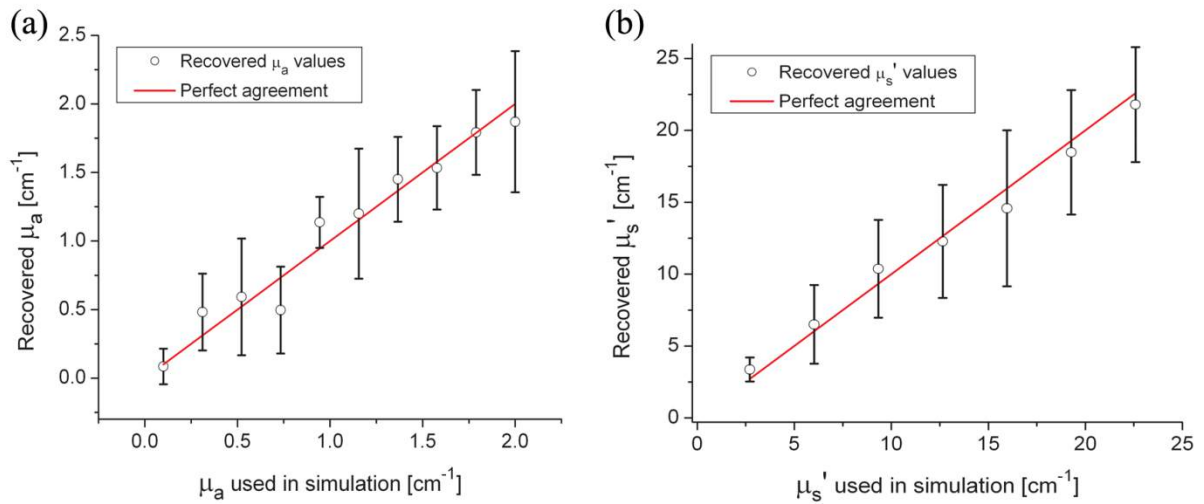 (a)
Recovered μa values
Perfect agreement
Recovered μa [cm-1]
2.5
2.0
1.5
1.0
0.5
0.0
0.0 0.5 1.0 1.5 2.0
μa used in simulation [cm-1]
(b)
Recovered μs' values
Perfect agreement
Recovered μs' [cm-1]
25
20
15
10
5
0
0 5 10 15 20 25
μs' used in simulation [cm-1]